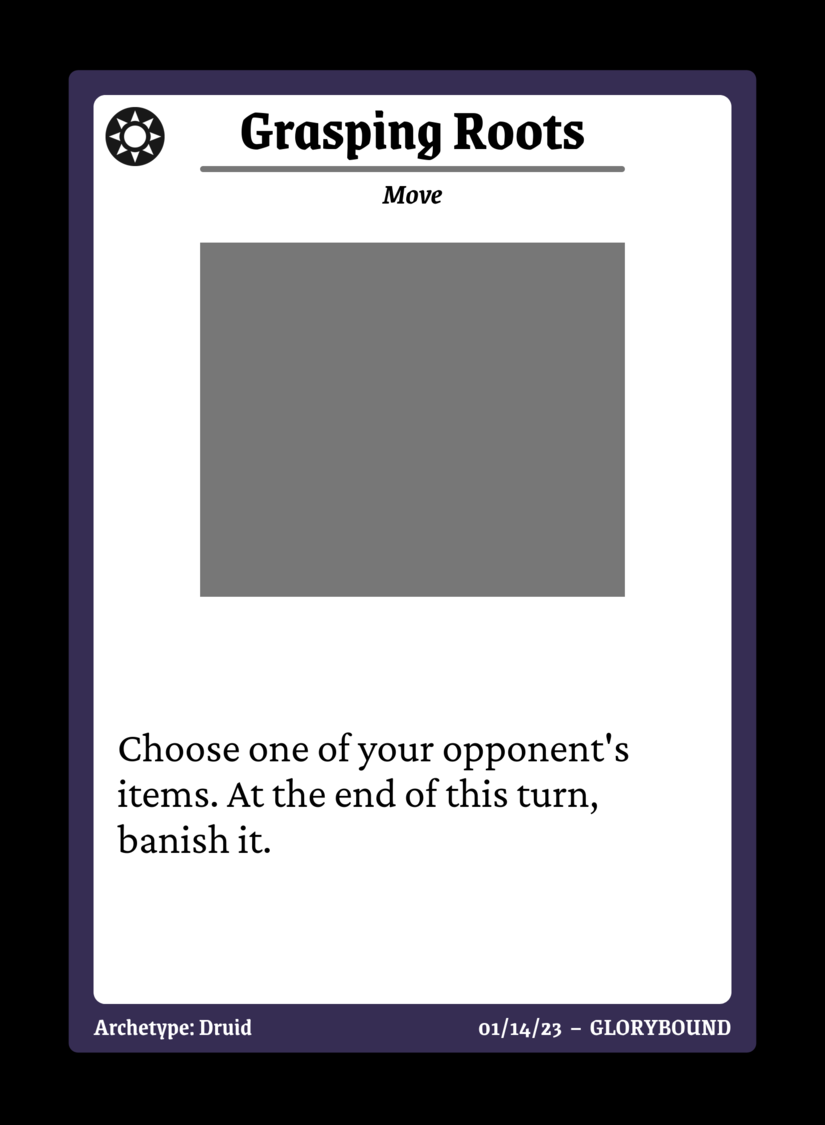 Grasping Roots
Move
Choose one of your opponent's
items. At the end of this turn,
banish it.
Archetype: Druid
01/14/23 – GLORYBOUND